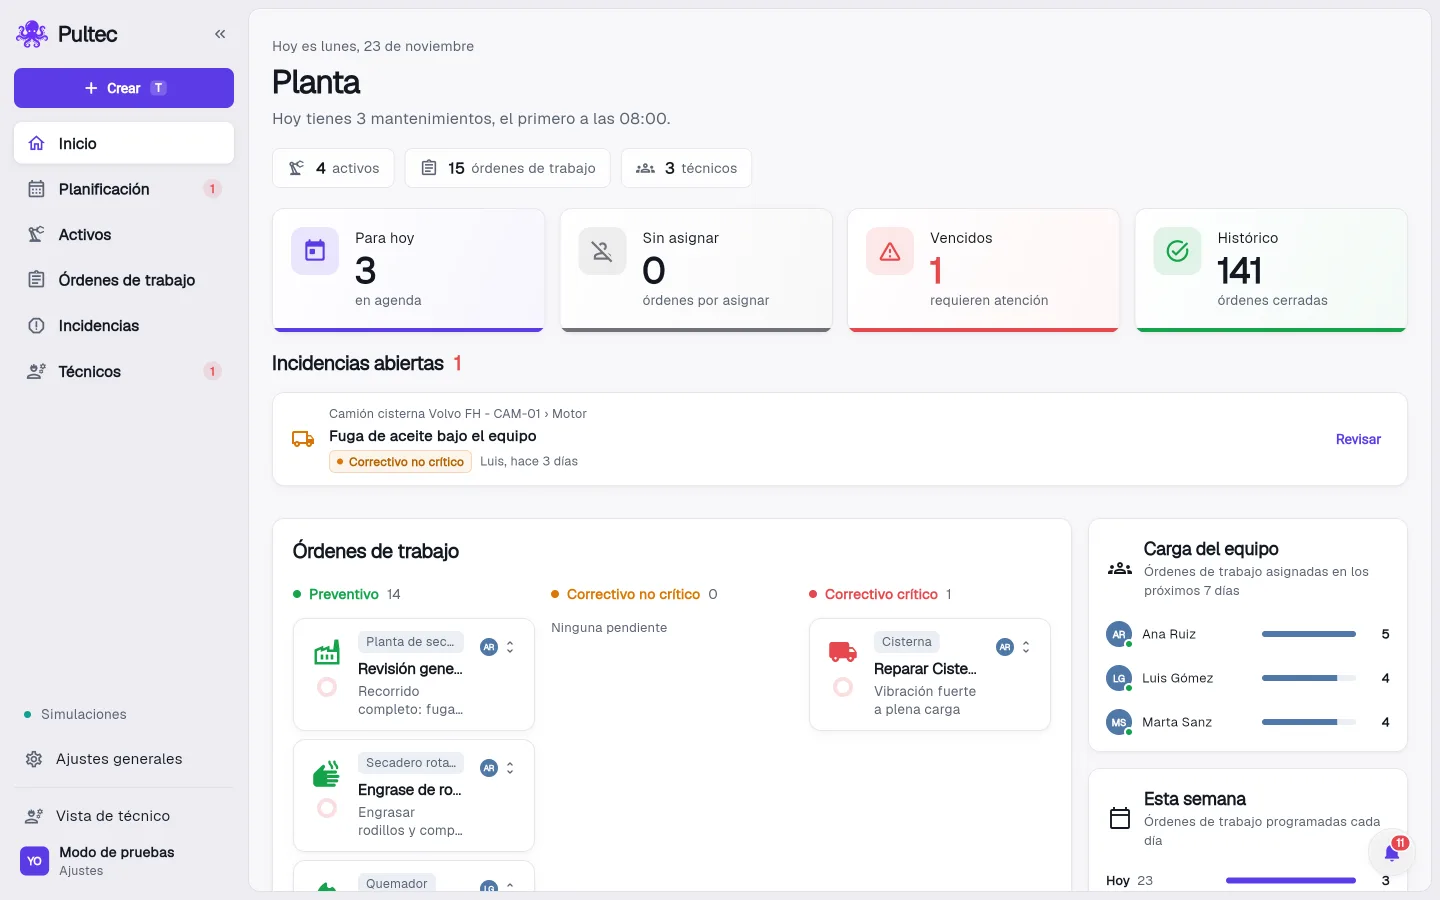 Pultec
Crear T
Inicio
Planificación 1
Activos
Órdenes de trabajo
Incidencias
Técnicos 1
Simulaciones
Ajustes generales
Vista de técnico
YO
Modo de pruebas
Ajustes
Hoy es lunes, 23 de noviembre
Planta
Hoy tienes 3 mantenimientos, el primero a las 08:00.
4 activos
15 órdenes de trabajo
3 técnicos
Para hoy
3
en agenda
Sin asignar
0
órdenes por asignar
Vencidos
1
requieren atención
Histórico
141
órdenes cerradas
Incidencias abiertas 1
Camión cisterna Volvo FH - CAM-01 › Motor
Fuga de aceite bajo el equipo
Correctivo no crítico Luis, hace 3 días
Revisar
Órdenes de trabajo
Preventivo 14
Planta de sec...
AR
Revisión gene...
Recorrido
completo: fuga...
Secadero rota...
AR
Engrase de ro...
Engrasar
rodillos y comp...
Quemador
LG
Correctivo no crítico 0
Ninguna pendiente
Correctivo crítico 1
Cisterna
AR
Reparar Ciste...
Vibración fuerte
a plena carga
Carga del equipo
Órdenes de trabajo asignadas en los
próximos 7 días
AR Ana Ruiz 5
LG Luis Gómez 4
MS Marta Sanz 4
Esta semana
Órdenes de trabajo programadas cada
día
Hoy 23 3
11